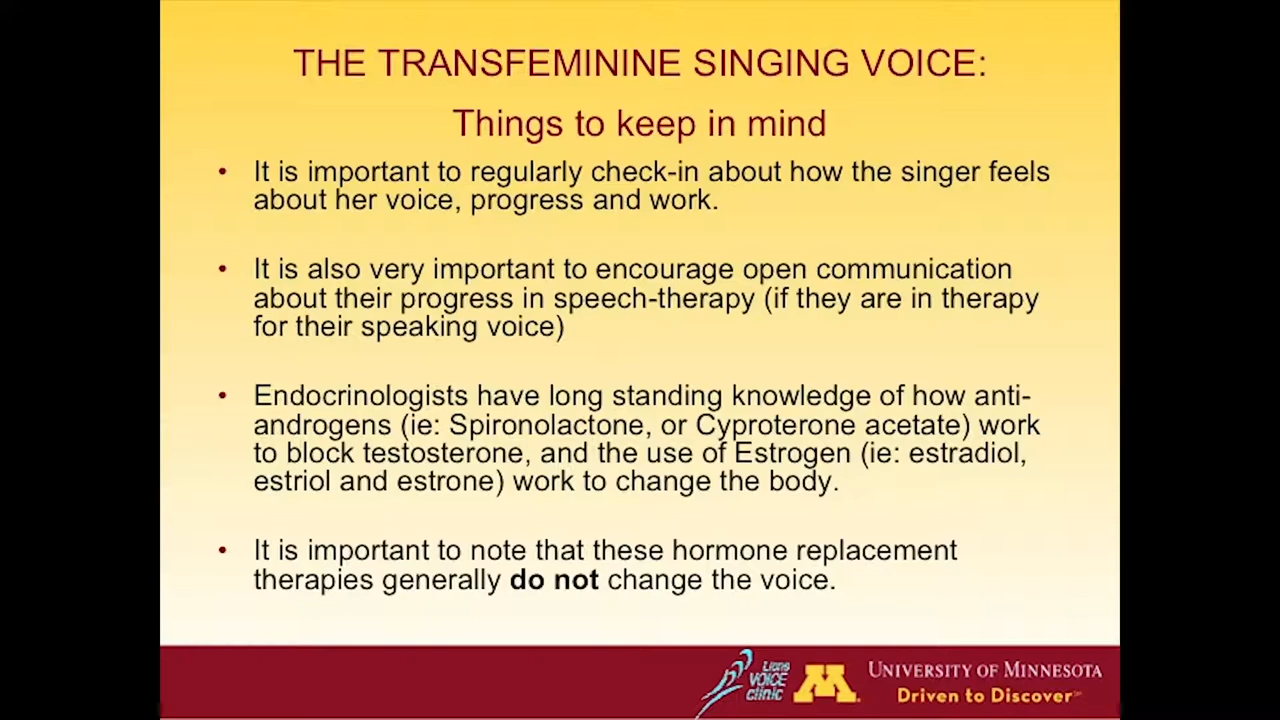 THE TRANSFEMININE SINGING VOICE:
Things to keep in mind
• It is important to regularly check-in about how the singer feels
about her voice, progress and work.
• It is also very important to encourage open communication
about their progress in speech-therapy (if they are in therapy
for their speaking voice)
• Endocrinologists have long standing knowledge of how anti-
androgens (ie: Spironolactone, or Cyproterone acetate) work
to block testosterone, and the use of Estrogen (ie: estradiol,
estriol and estrone) work to change the body.
• It is important to note that these hormone replacement
therapies generally do not change the voice.
Lions
VOICE
clinic
M
UNIVERSITY OF MINNESOTA
Driven to Discover